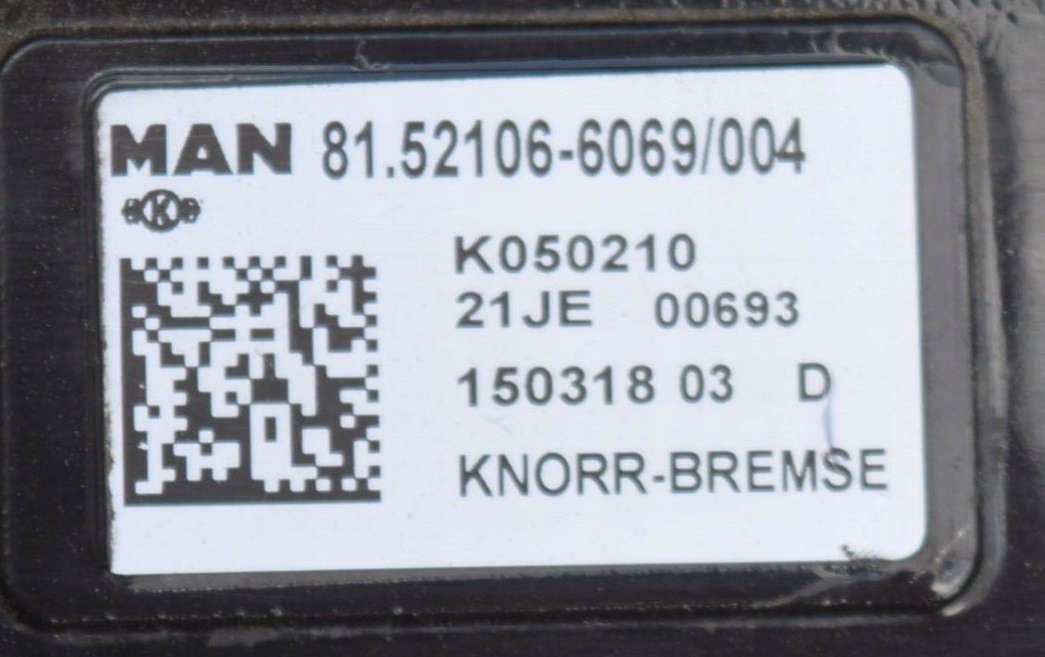 MAN 81.52106-6069/004
K
K050210
21JE 00693
150318 03 D
KNORR-BREMSE